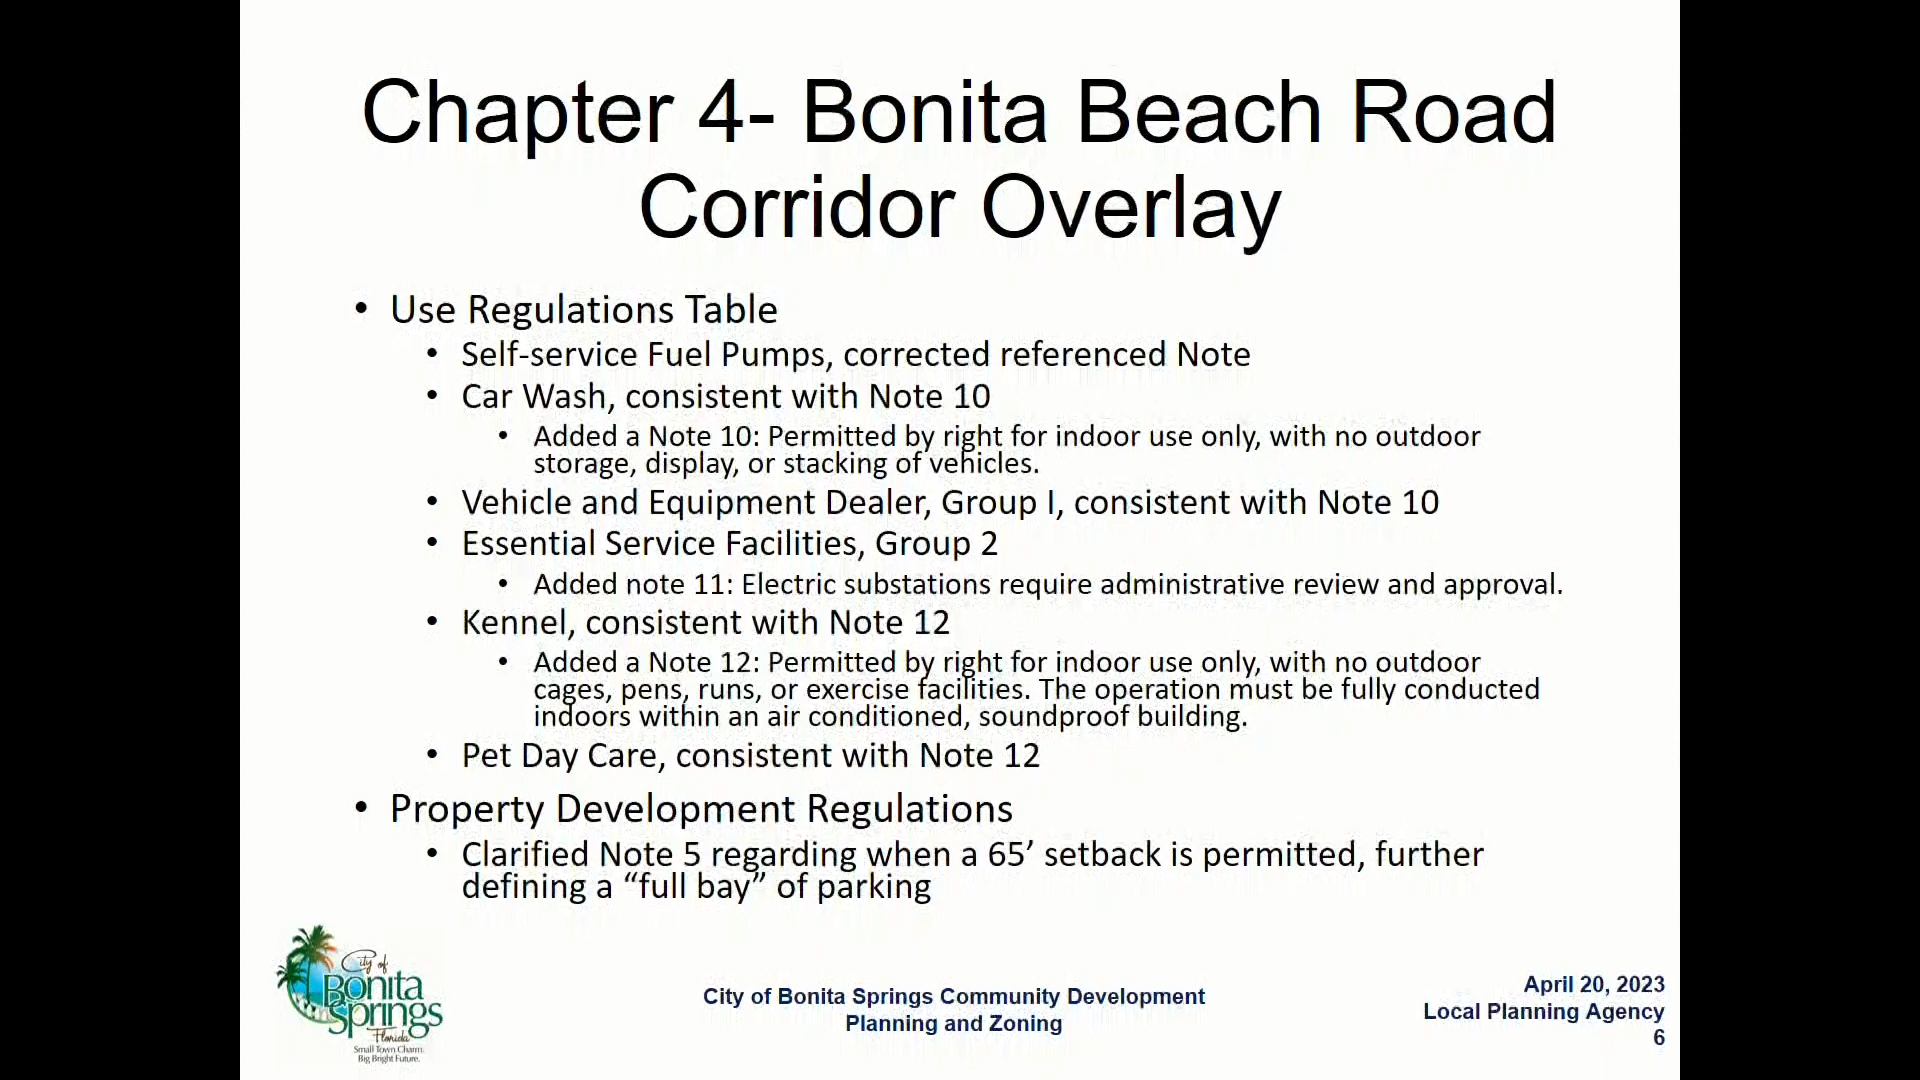 Chapter 4- Bonita Beach Road
Corridor Overlay
• Use Regulations Table
• Self-service Fuel Pumps, corrected referenced Note
• Car Wash, consistent with Note 10
• Added a Note 10: Permitted by right for indoor use only, with no outdoor
storage, display, or stacking of vehicles.
• Vehicle and Equipment Dealer, Group I, consistent with Note 10
• Essential Service Facilities, Group 2
• Added note 11: Electric substations require administrative review and approval.
• Kennel, consistent with Note 12
• Added a Note 12: Permitted by right for indoor use only, with no outdoor
cages, pens, runs, or exercise facilities. The operation must be fully conducted
indoors within an air conditioned, soundproof building.
• Pet Day Care, consistent with Note 12
• Property Development Regulations
• Clarified Note 5 regarding when a 65’ setback is permitted, further
defining a “full bay” of parking
City of
Bonita
Springs
Florida
Small Town Charm.
Big Bright Future.
City of Bonita Springs Community Development
Planning and Zoning
April 20, 2023
Local Planning Agency
6